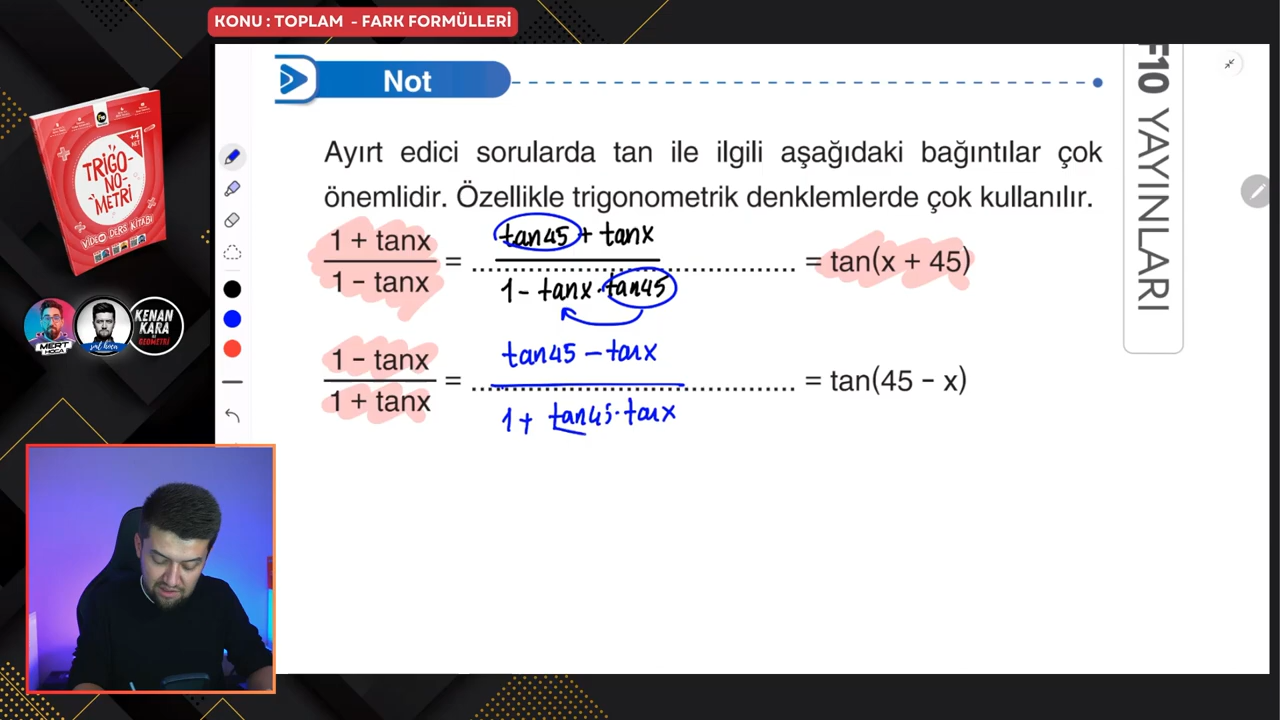 KONU : TOPLAM - FARK FORMÜLLERİ
Not
F10 YAYINLARI
Ayırt edici sorularda tan ile ilgili aşağıdaki bağıntılar çok
önemlidir. Özellikle trigonometrik denklemlerde çok kullanılır.
1 + tanx
1 - tanx
=
tan45 + tanx
1 - tanx.tan45
= tan(x + 45)
1 - tanx
1 + tanx
=
tan45 - tanx
1 + tan45.tanx
= tan(45 - x)
+4 NET
TRİGO-
NO-
METRİ
VİDEO DERS KİTABI
MERT
HOCA
KENAN
KARA
GEOMETRİ